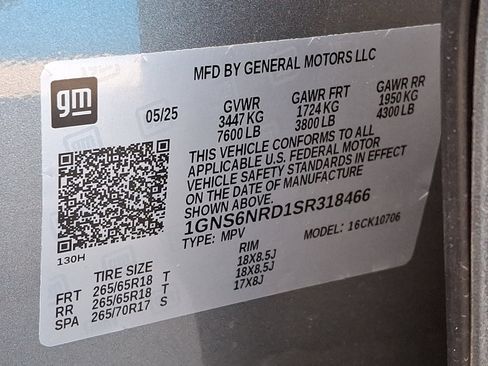 MFD BY GENERAL MOTORS LLC
gm
05/25
GVWR GAWR FRT GAWR RR
3447 KG 1724 KG 1950 KG
7600 LB 3800 LB 4300 LB
THIS VEHICLE CONFORMS TO ALL
APPLICABLE U.S. FEDERAL MOTOR
VEHICLE SAFETY STANDARDS IN EFFECT
ON THE DATE OF MANUFACTURE
SHOWN ABOVE.
1GNS6NRD1SR318466
TYPE: MPV MODEL: 16CK10706
130H
TIRE SIZE RIM
FRT 265/65R18 T 18X8.5J
RR 265/65R18 T 18X8.5J
SPA 265/70R17 S 17X8J